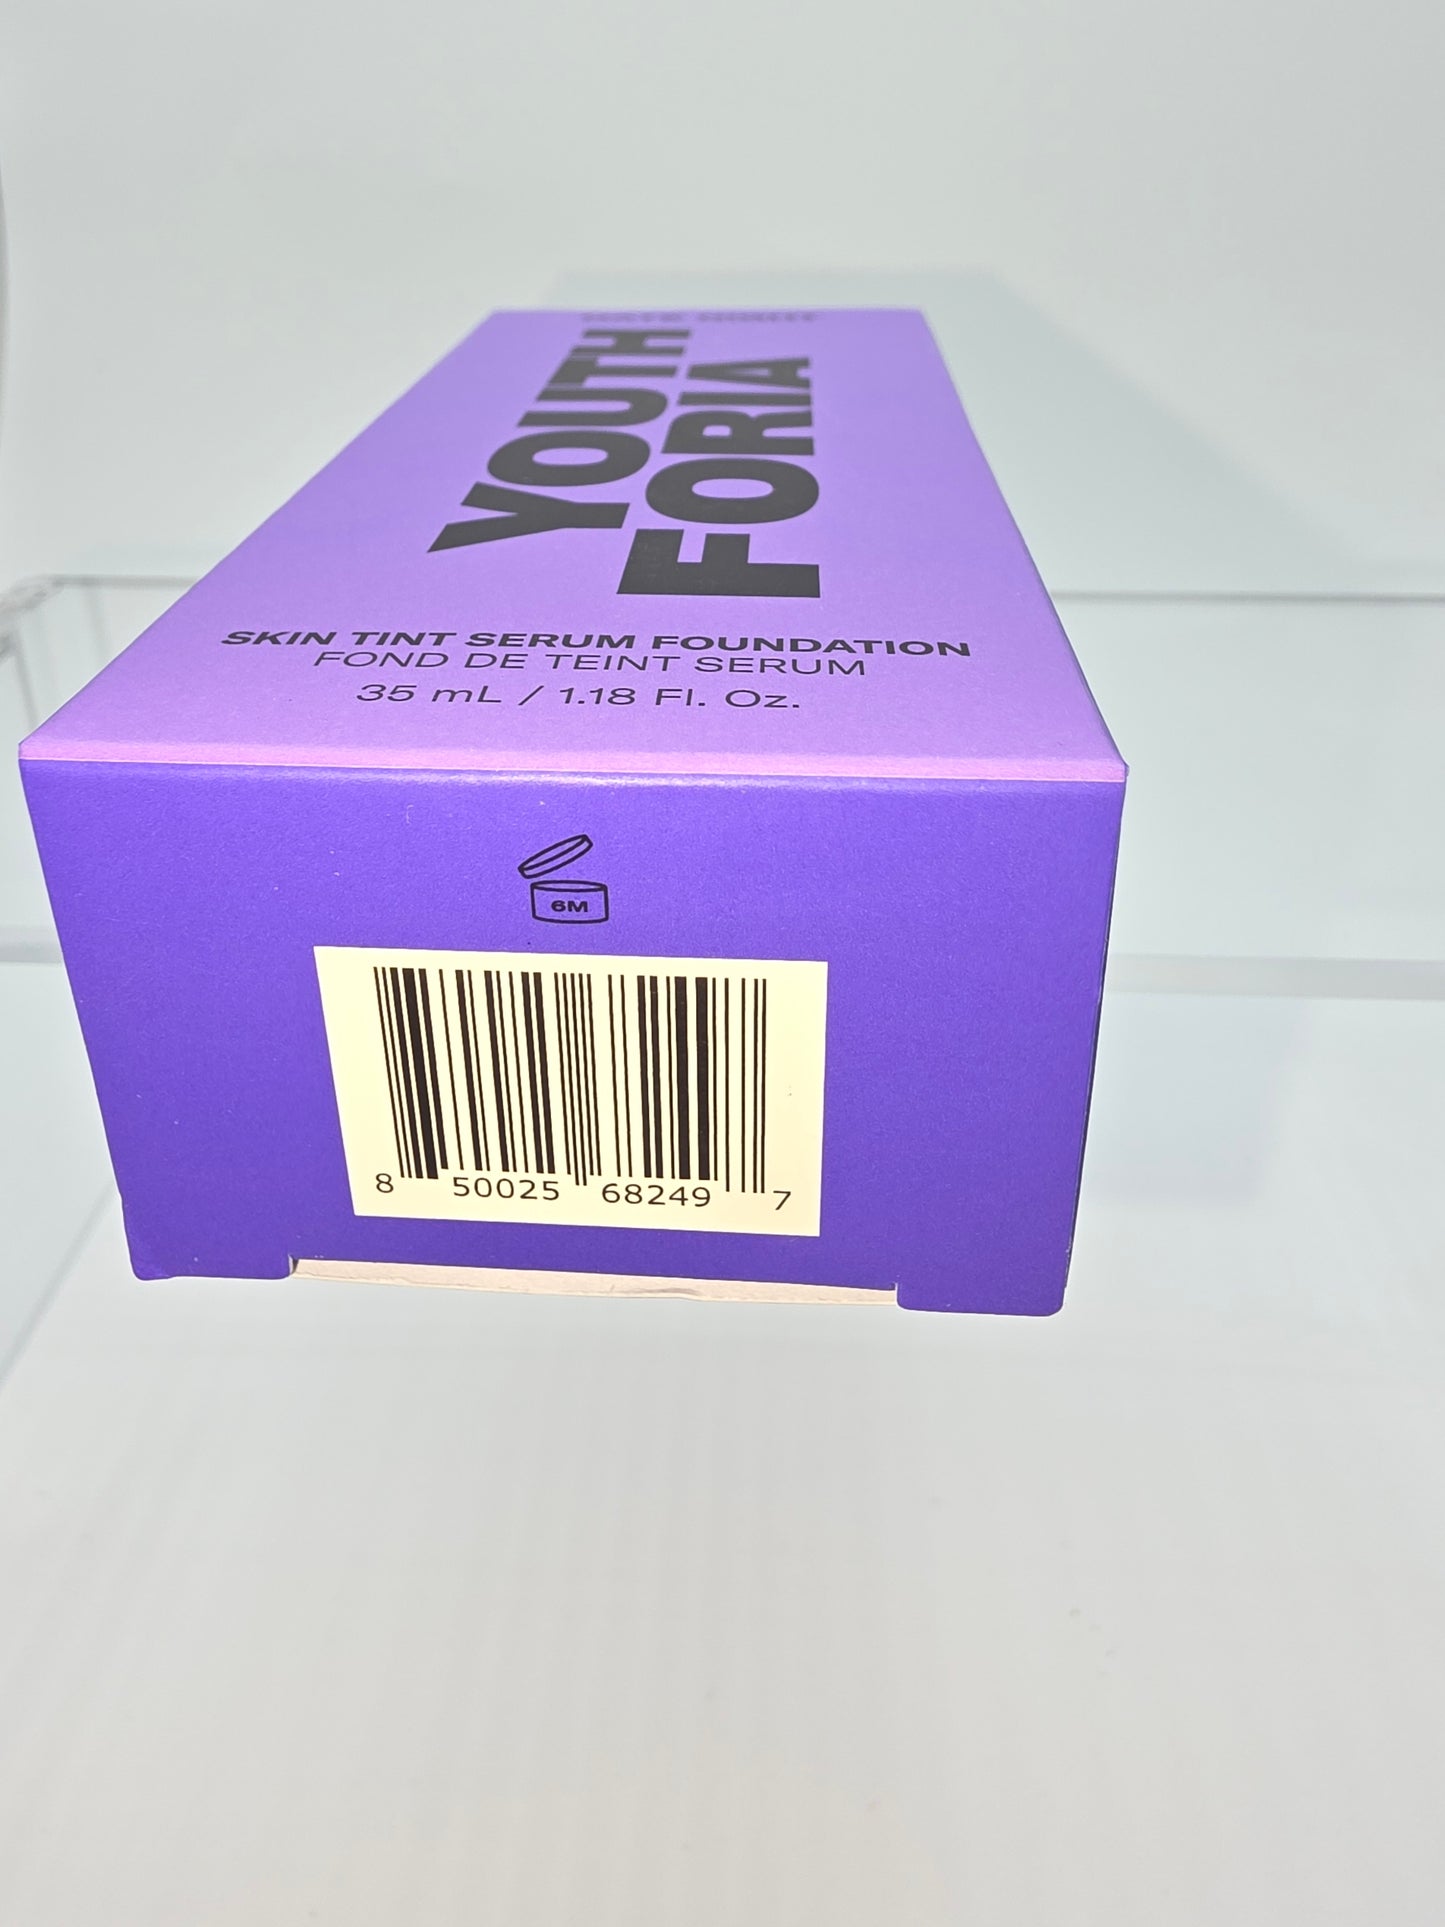 YOUTH
FORIA
SKIN TINT SERUM FOUNDATION
FOND DE TEINT SERUM
35 mL / 1.18 Fl. Oz.
6M
8 50025 68249 7